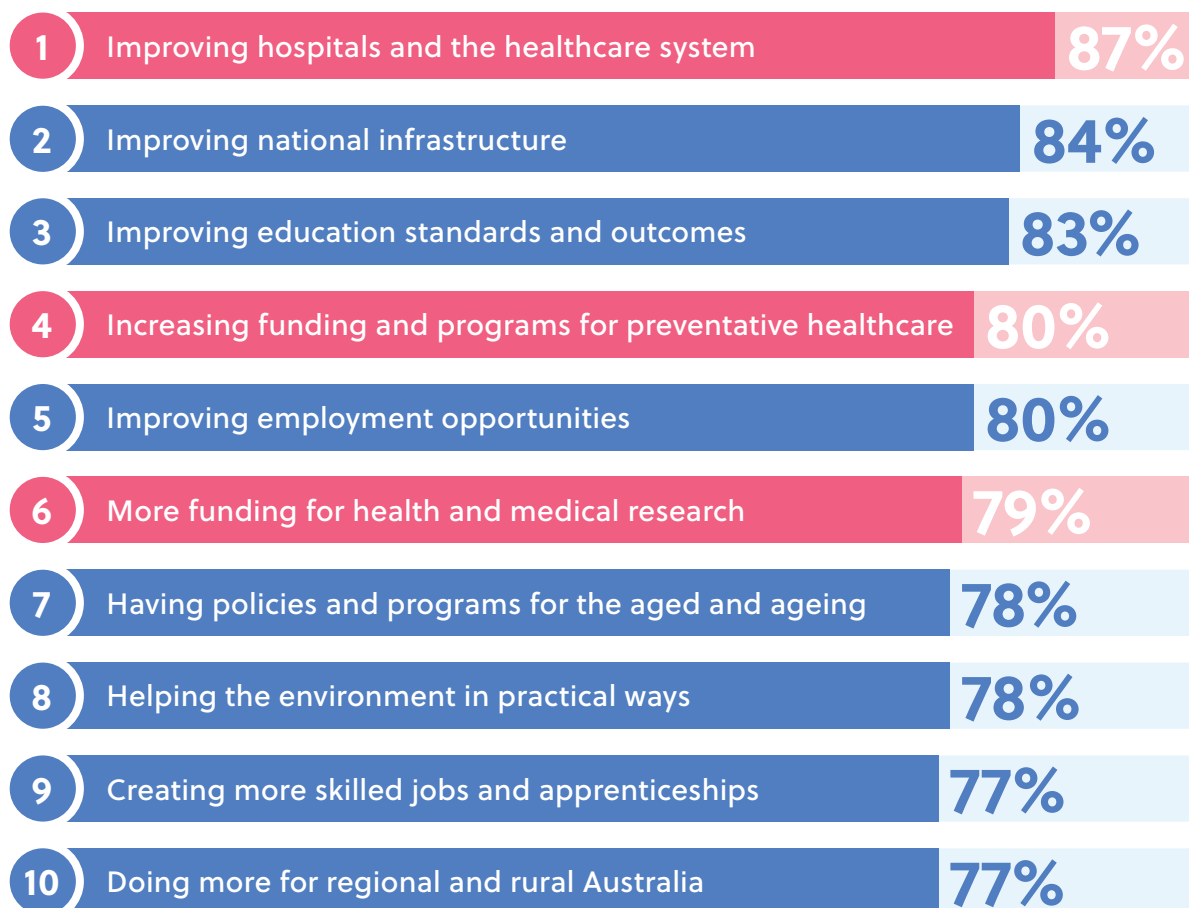 1 Improving hospitals and the healthcare system 87%
2 Improving national infrastructure 84%
3 Improving education standards and outcomes 83%
4 Increasing funding and programs for preventative healthcare 80%
5 Improving employment opportunities 80%
6 More funding for health and medical research 79%
7 Having policies and programs for the aged and ageing 78%
8 Helping the environment in practical ways 78%
9 Creating more skilled jobs and apprenticeships 77%
10 Doing more for regional and rural Australia 77%